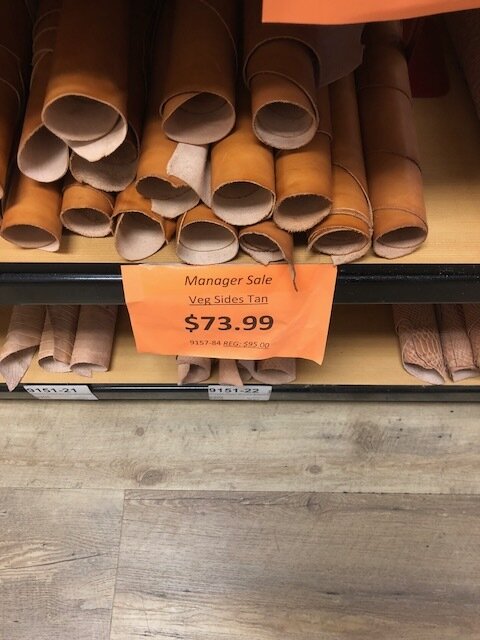 Manager Sale
Veg Sides Tan
$73.99
9157-84 REG: $95.00
9151-21
9151-22